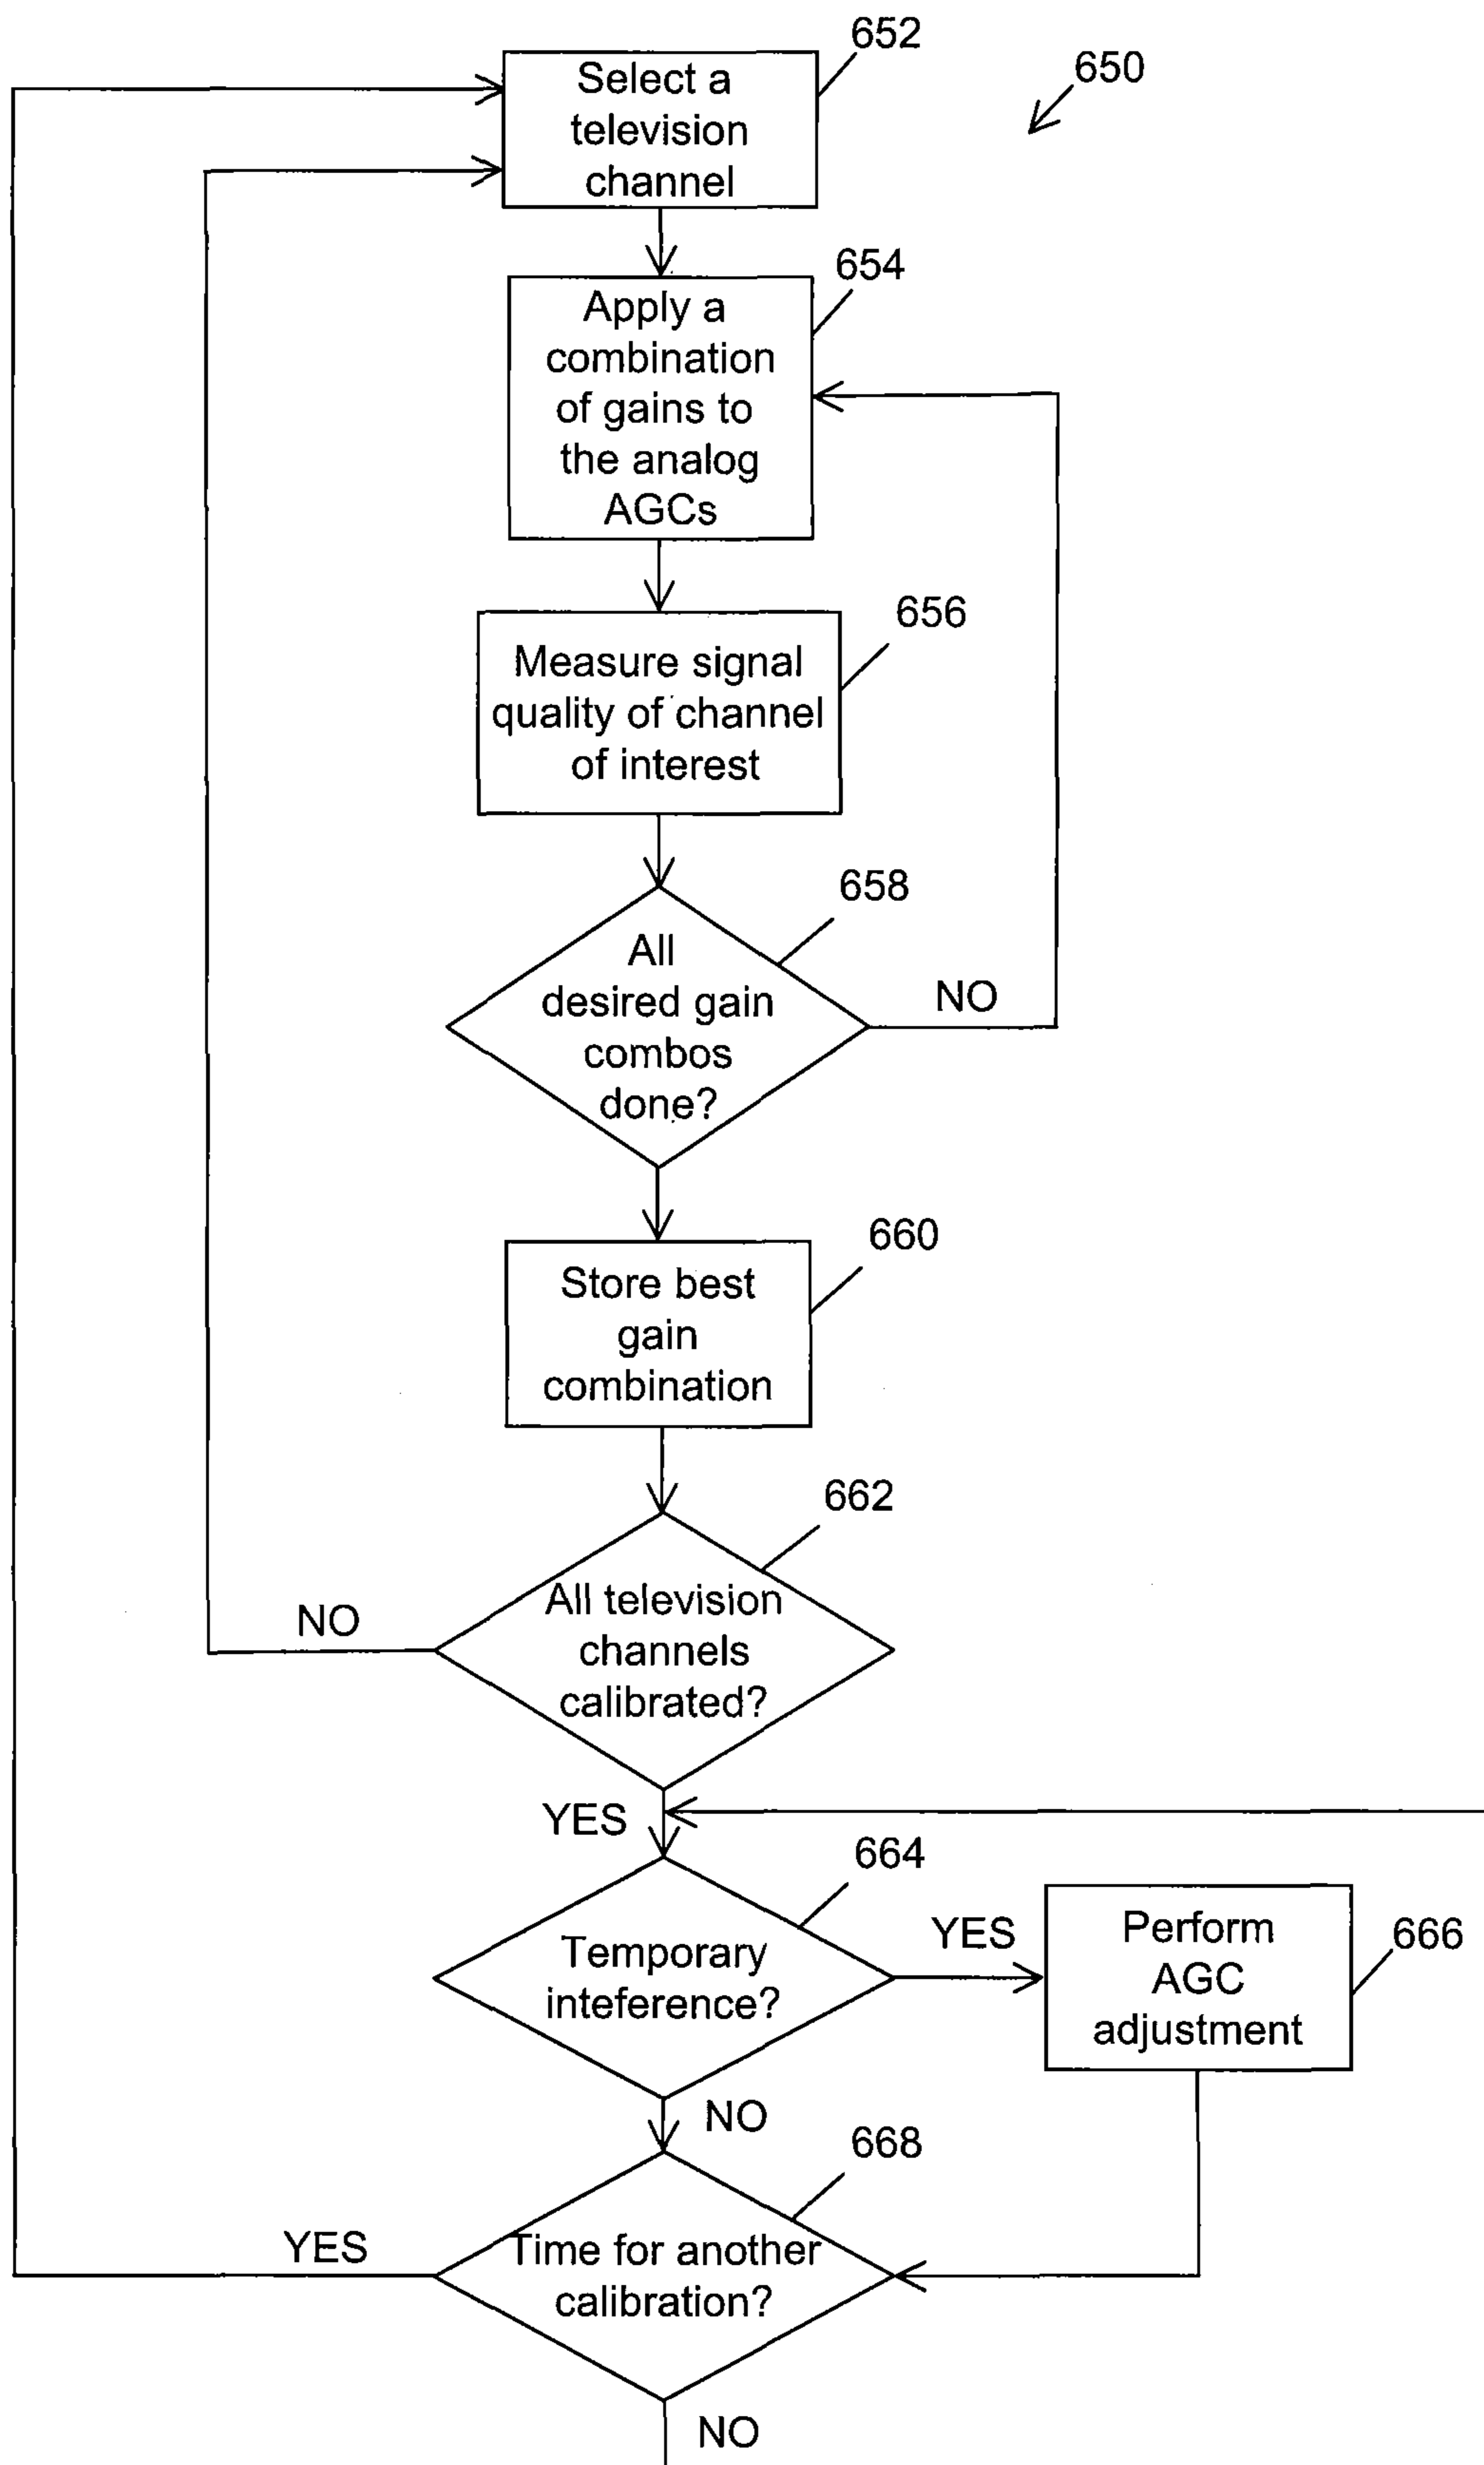 652
650
Select a
television
channel
654
Apply a
combination
of gains to
the analog
AGCs
656
Measure signal
quality of channel
of interest
658
All
desired gain
combos
done?
NO
660
Store best
gain
combination
662
All television
channels
calibrated?
NO
YES
664
Temporary
inteference?
YES
Perform
AGC
adjustment
666
NO
668
Time for another
calibration?
YES
NO